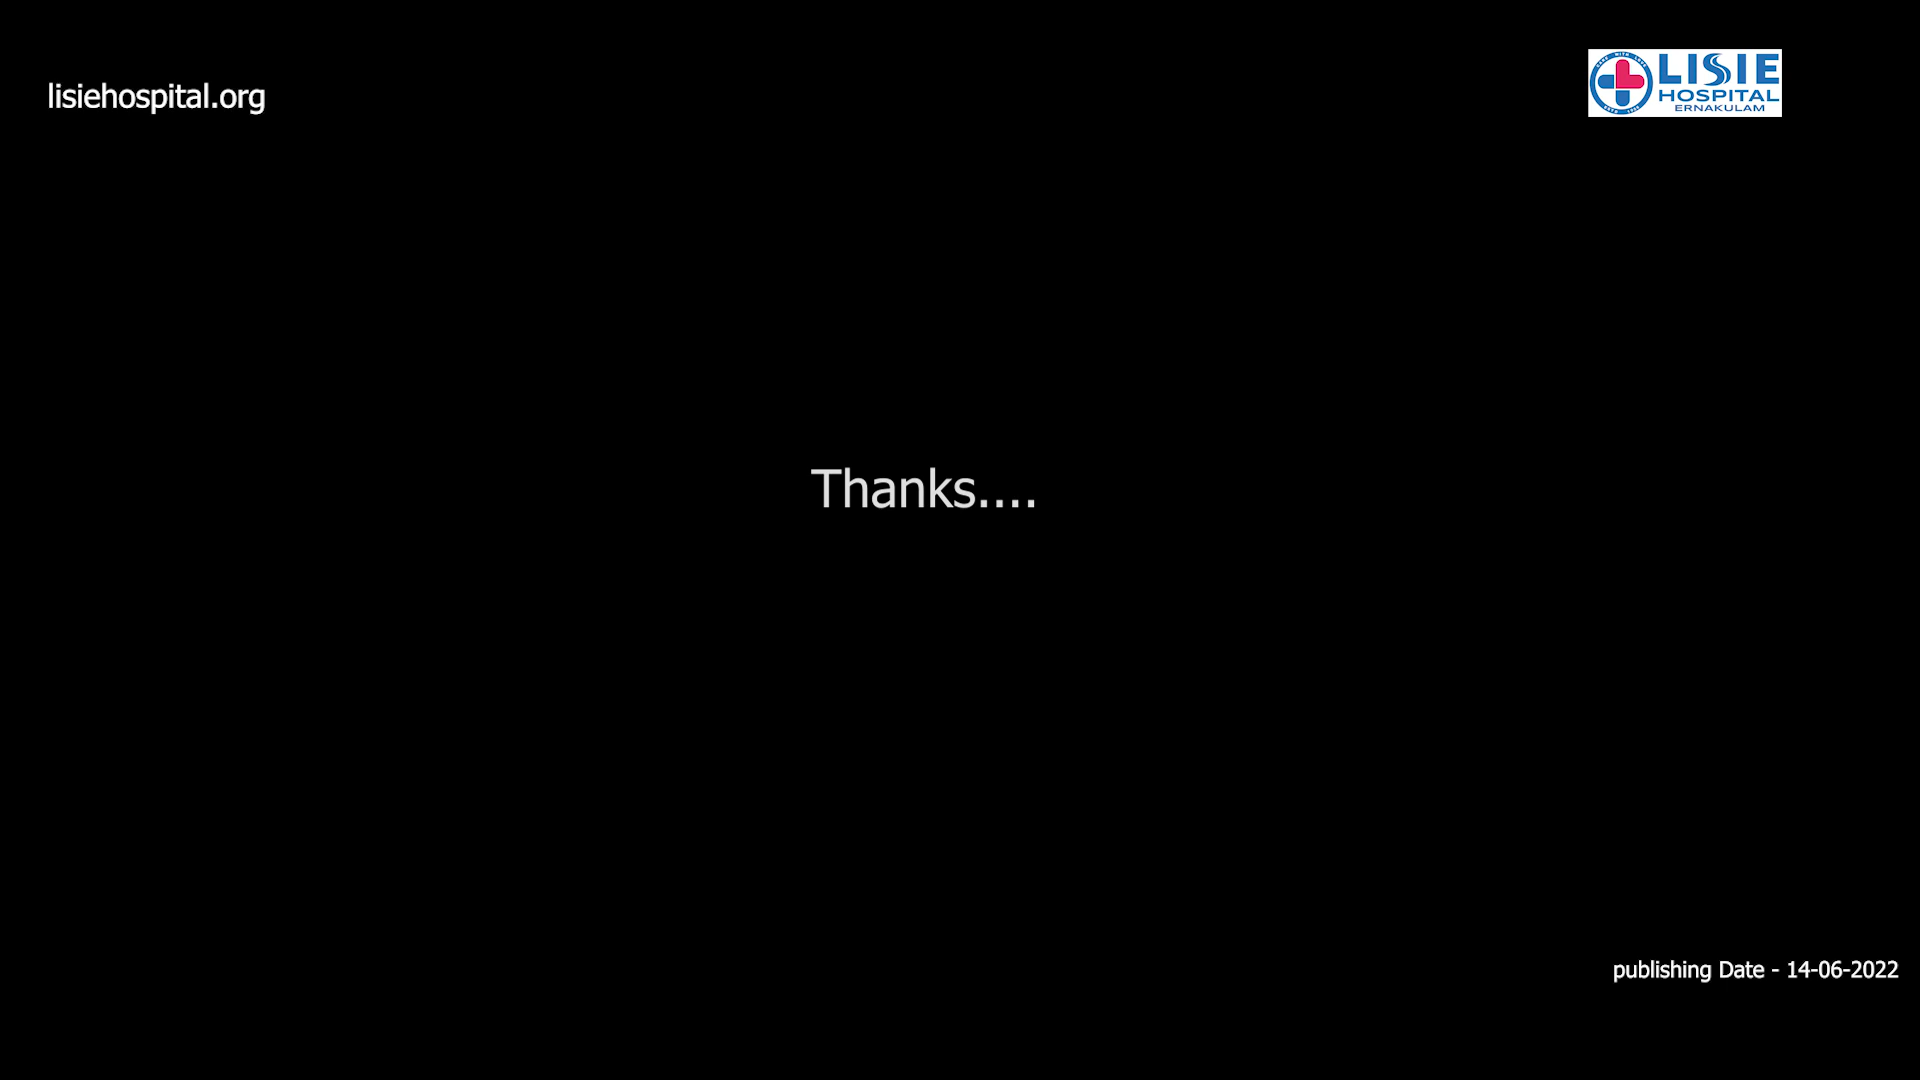 lisiehospital.org
LISIE
HOSPITAL
ERNAKULAM
Thanks....
publishing Date - 14-06-2022